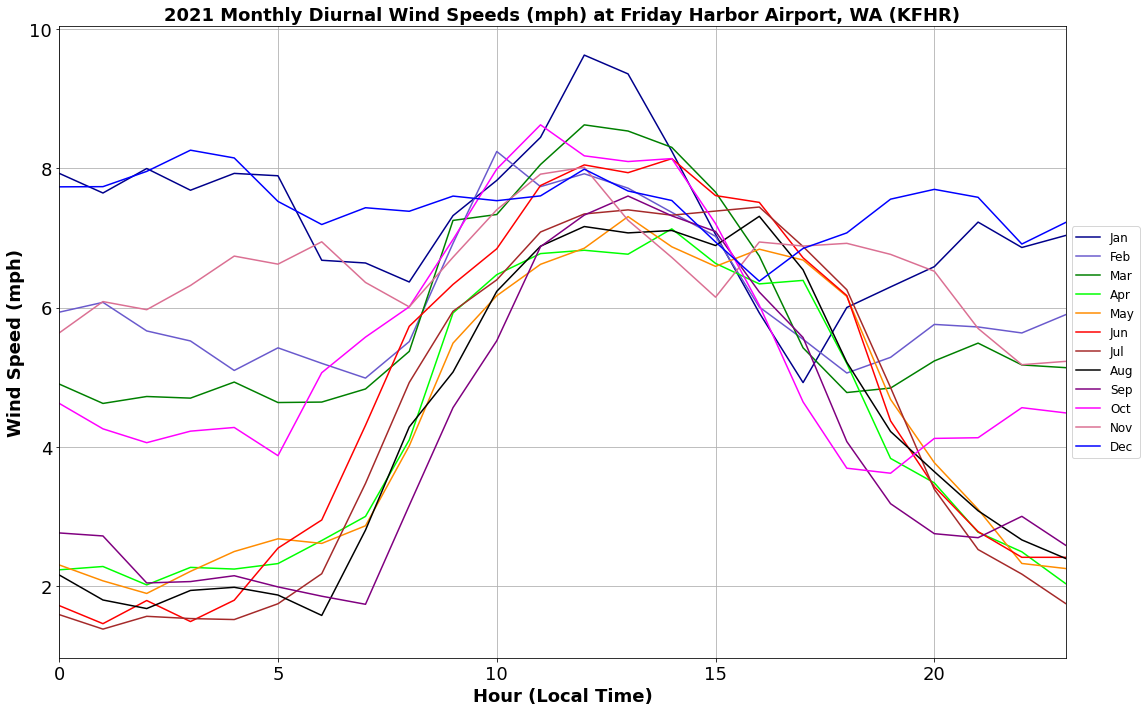 2021 Monthly Diurnal Wind Speeds (mph) at Friday Harbor Airport, WA (KFHR)
Wind Speed (mph)
10
8
6
4
2
0 5 10 15 20
Hour (Local Time)
Jan
Feb
Mar
Apr
May
Jun
Jul
Aug
Sep
Oct
Nov
Dec